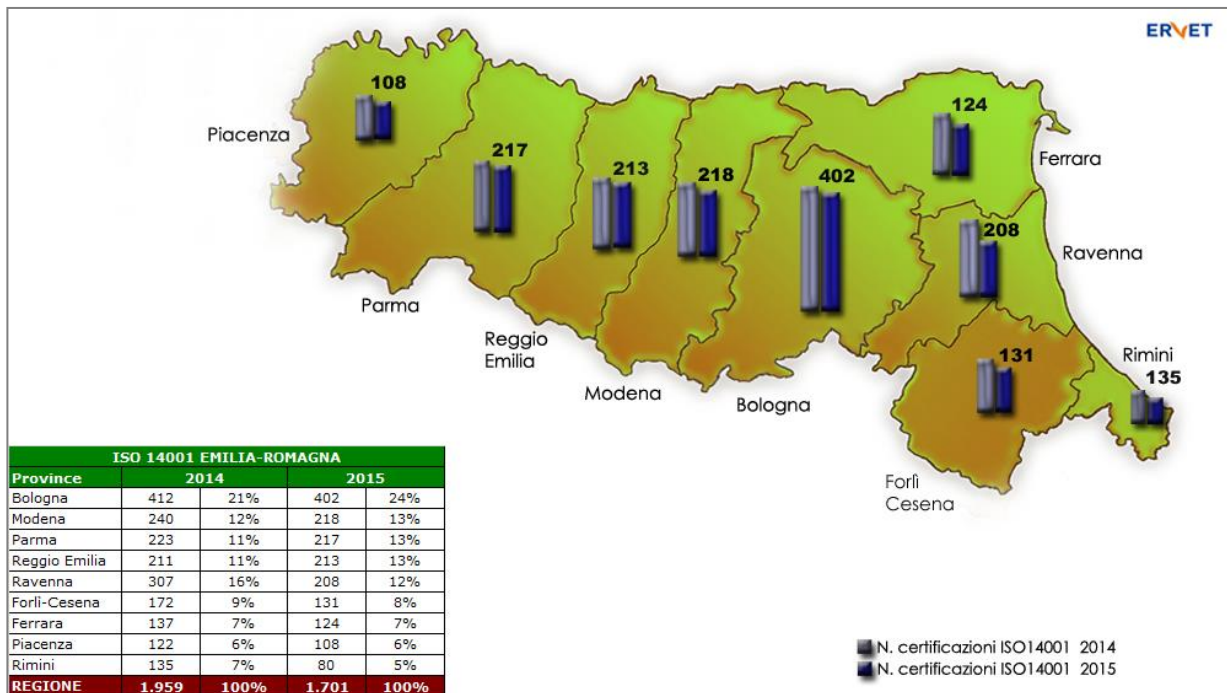 ERVET
108
124
Piacenza
217
213
218
402
Ferrara
208
Ravenna
Parma
Reggio
Emilia
131
Rimini
135
Modena
Bologna
Forlì
Cesena
ISO 14001 EMILIA-ROMAGNA
Province 2014 2015
Bologna 412 21% 402 24%
Modena 240 12% 218 13%
Parma 223 11% 217 13%
Reggio Emilia 211 11% 213 13%
Ravenna 307 16% 208 12%
Forlì-Cesena 172 9% 131 8%
Ferrara 137 7% 124 7%
Piacenza 122 6% 108 6%
Rimini 135 7% 80 5%
REGIONE 1.959 100% 1.701 100%
N. certificazioni ISO14001 2014
N. certificazioni ISO14001 2015